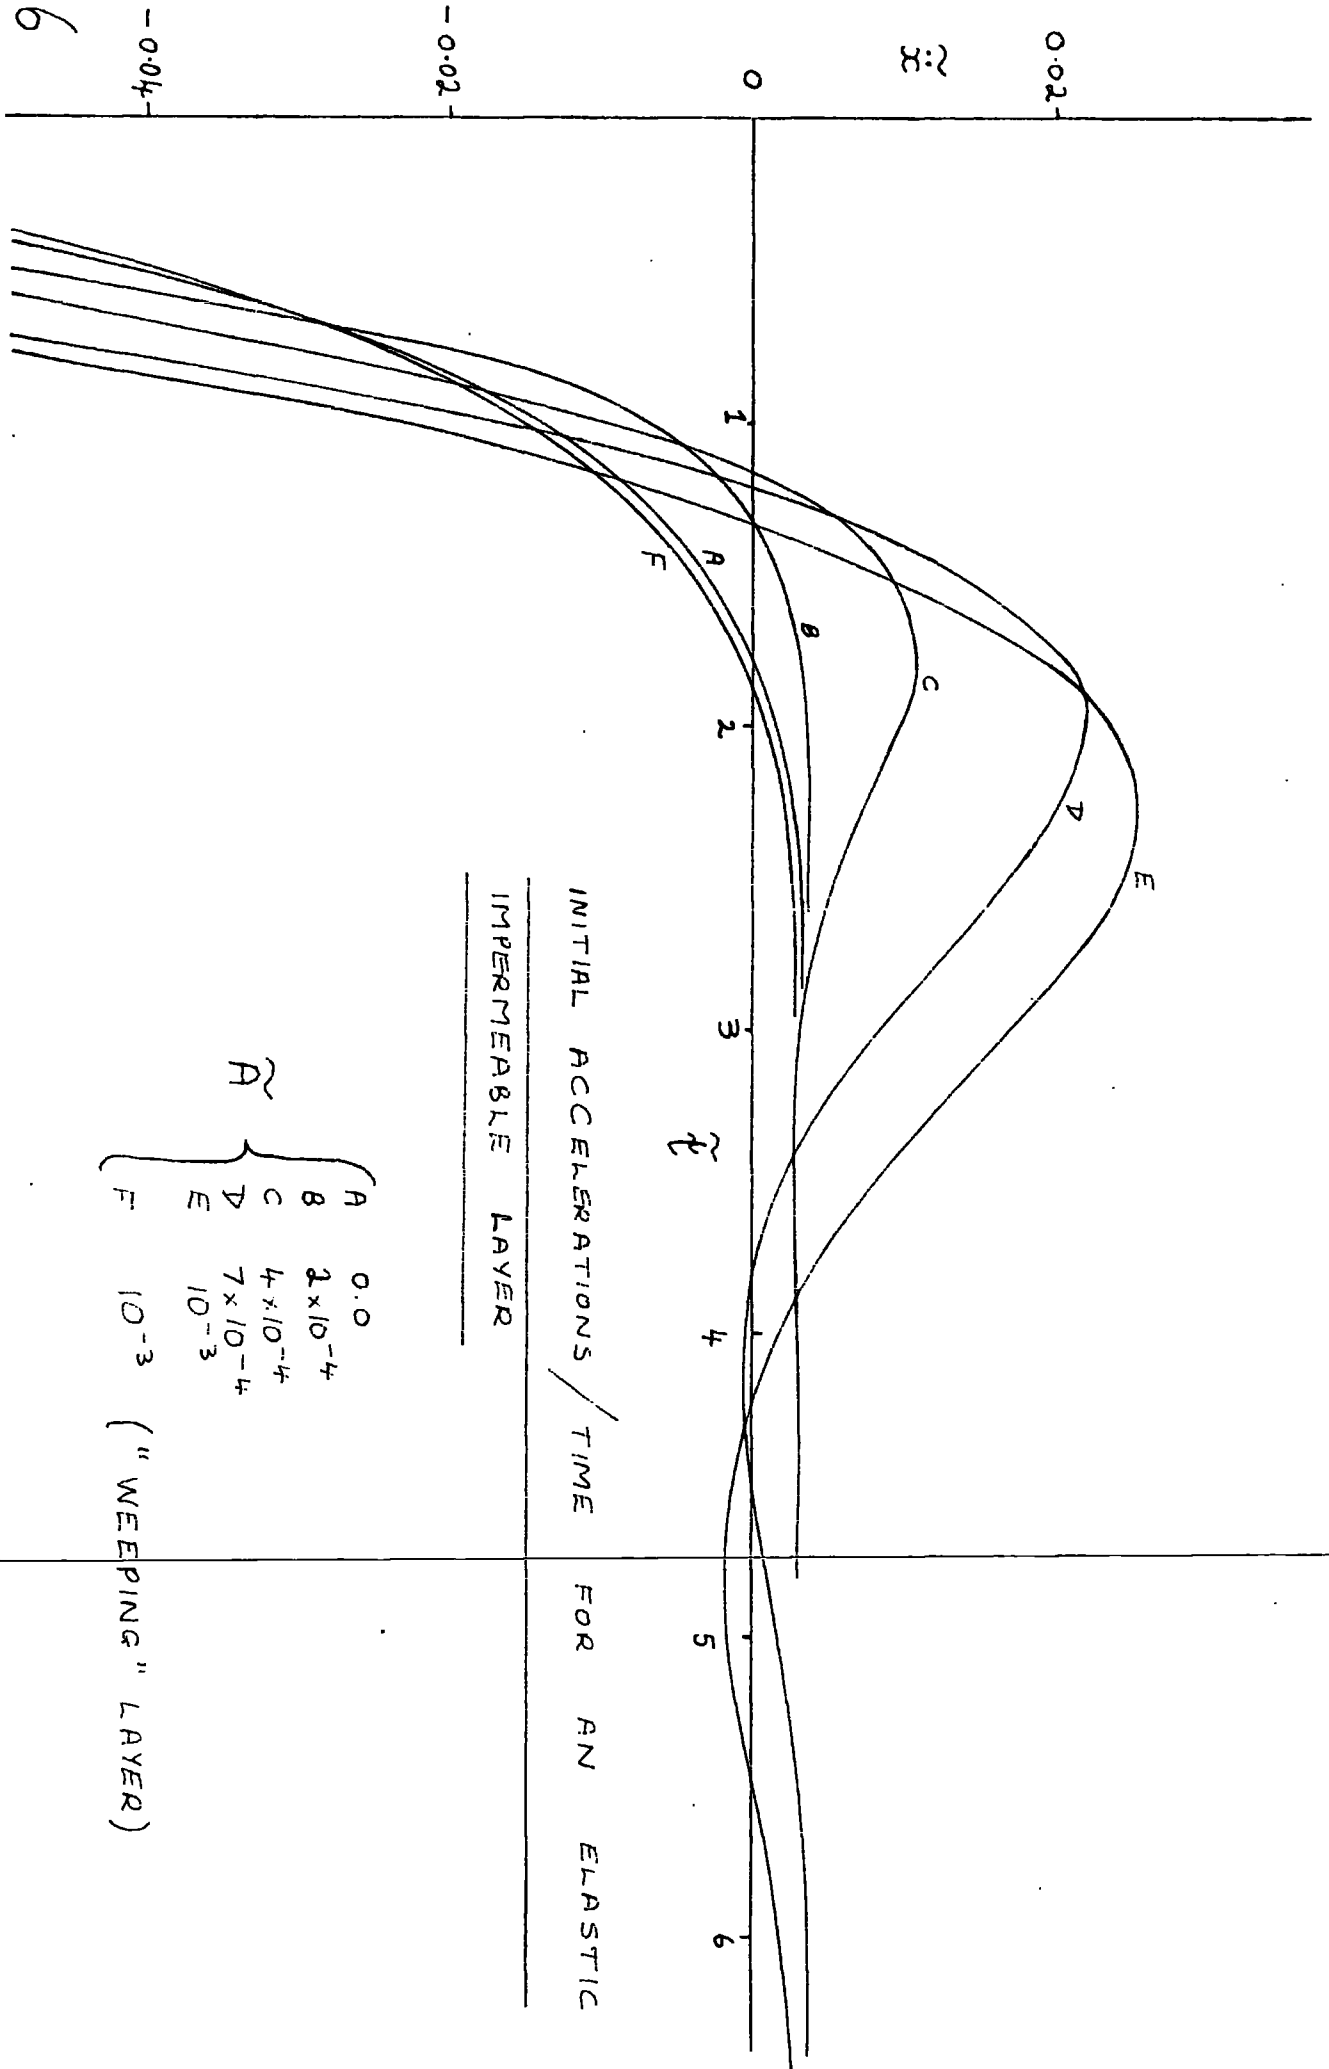 0.02
x̃̈
0
-0.02
-0.04
1
2
3
4
5
6
t̃
A
B
C
D
E
F
INITIAL ACCELERATIONS / TIME FOR AN ELASTIC
IMPERMEABLE LAYER
Ã
A 0.0
B 2×10⁻⁴
C 4×10⁻⁴
D 7×10⁻⁴
E 10⁻³
F 10⁻³ ("WEEPING" LAYER)
6